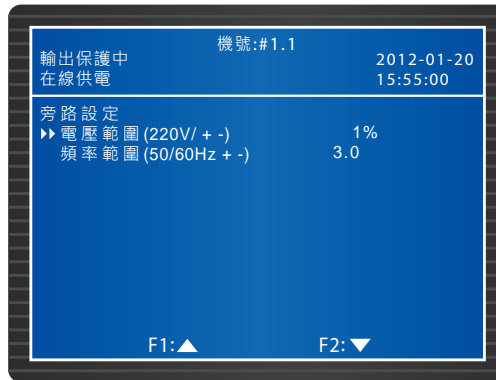 機號:#1.1
輸出保護中
在線供電
2012-01-20
15:55:00
旁路設定
電壓範圍(220V/ + -) 1%
頻率範圍(50/60Hz + -) 3.0
F1:▲ F2:▼